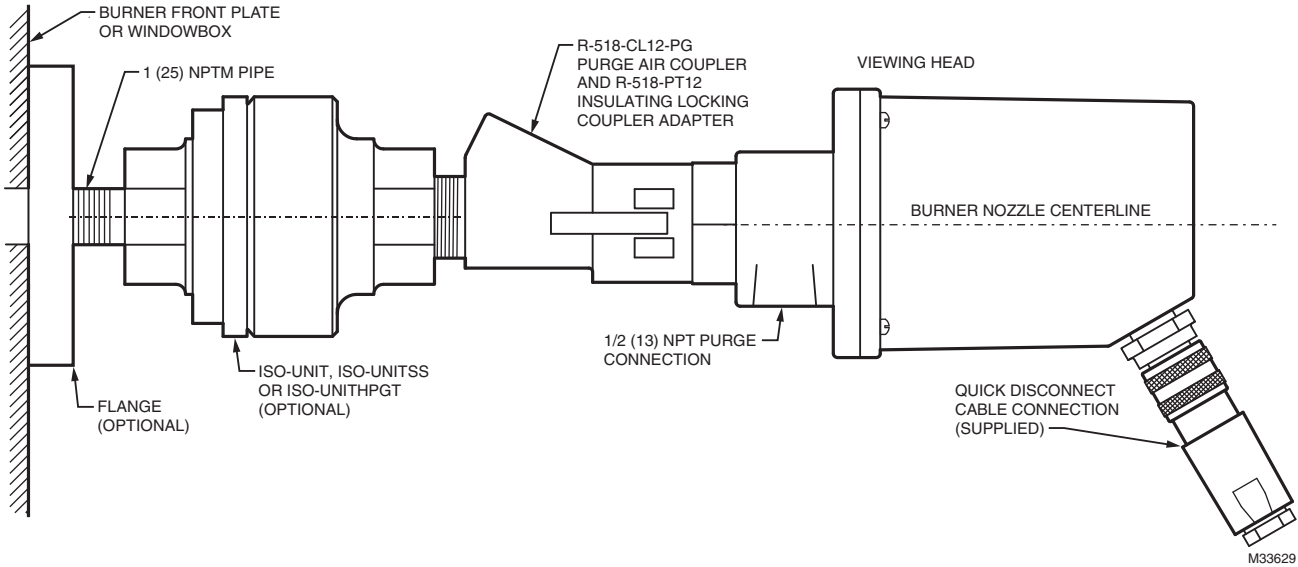 BURNER FRONT PLATE
OR WINDOWBOX
1 (25) NPTM PIPE
R-518-CL12-PG
PURGE AIR COUPLER
AND R-518-PT12
INSULATING LOCKING
COUPLER ADAPTER
VIEWING HEAD
BURNER NOZZLE CENTERLINE
1/2 (13) NPT PURGE
CONNECTION
ISO-UNIT, ISO-UNITSS
OR ISO-UNITHPGT
(OPTIONAL)
FLANGE
(OPTIONAL)
QUICK DISCONNECT
CABLE CONNECTION
(SUPPLIED)
M33629